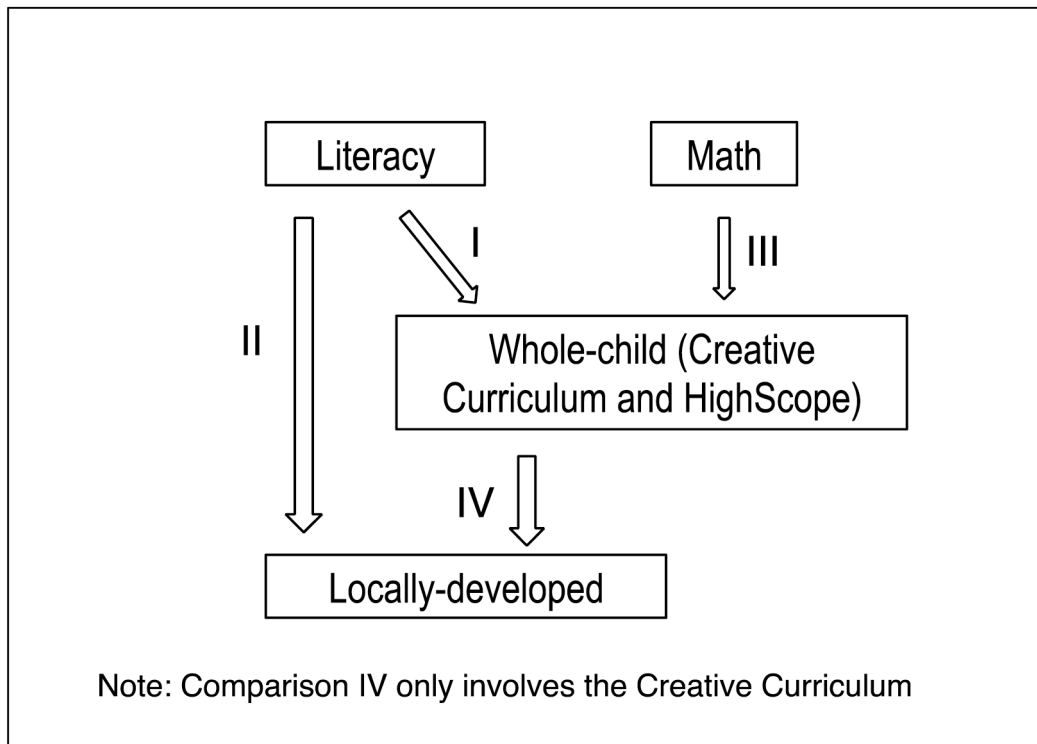 Literacy
Math
I
III
II
Whole-child (Creative
Curriculum and HighScope)
IV
Locally-developed
Note: Comparison IV only involves the Creative Curriculum